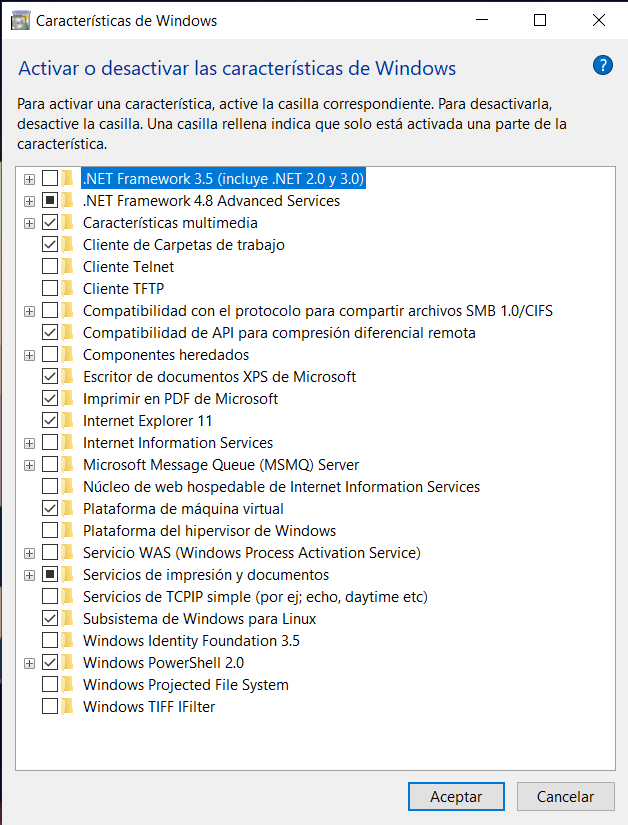 Características de Windows
Activar o desactivar las características de Windows
?
Para activar una característica, active la casilla correspondiente. Para desactivarla,
desactive la casilla. Una casilla rellena indica que solo está activada una parte de la
característica.
.NET Framework 3.5 (incluye .NET 2.0 y 3.0)
.NET Framework 4.8 Advanced Services
Características multimedia
Cliente de Carpetas de trabajo
Cliente Telnet
Cliente TFTP
Compatibilidad con el protocolo para compartir archivos SMB 1.0/CIFS
Compatibilidad de API para compresión diferencial remota
Componentes heredados
Escritor de documentos XPS de Microsoft
Imprimir en PDF de Microsoft
Internet Explorer 11
Internet Information Services
Microsoft Message Queue (MSMQ) Server
Núcleo de web hospedable de Internet Information Services
Plataforma de máquina virtual
Plataforma del hipervisor de Windows
Servicio WAS (Windows Process Activation Service)
Servicios de impresión y documentos
Servicios de TCPIP simple (por ej; echo, daytime etc)
Subsistema de Windows para Linux
Windows Identity Foundation 3.5
Windows PowerShell 2.0
Windows Projected File System
Windows TIFF IFilter
Aceptar
Cancelar